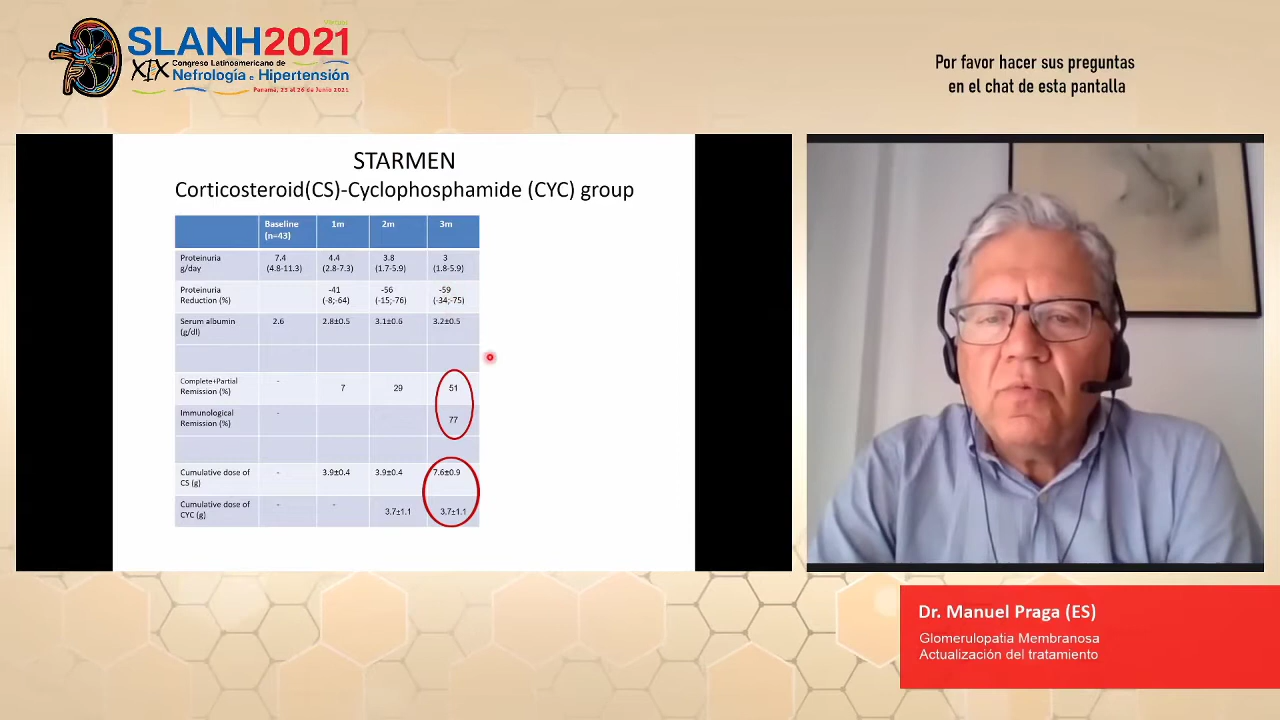 Virtual
SLANH2021
XIX Congreso Latinoamericano de
Nefrología e Hipertensión
Panamá, 23 al 26 de Junio 2021
Por favor hacer sus preguntas
en el chat de esta pantalla
STARMEN
Corticosteroid(CS)-Cyclophosphamide (CYC) group
Baseline (n=43) 1m 2m 3m
Proteinuria g/day 7.4 (4.8-11.3) 4.4 (2.8-7.3) 3.8 (1.7-5.9) 3 (1.8-5.9)
Proteinuria Reduction (%) -41 (-8;-64) -56 (-15;-76) -59 (-34;-75)
Serum albumin (g/dl) 2.6 2.8±0.5 3.1±0.6 3.2±0.5
Complete+Partial Remission (%) - 7 29 51
Immunological Remission (%) - 77
Cumulative dose of CS (g) - 3.9±0.4 3.9±0.4 7.6±0.9
Cumulative dose of CYC (g) - - 3.7±1.1 3.7±1.1
Dr. Manuel Praga (ES)
Glomerulopatia Membranosa
Actualización del tratamiento